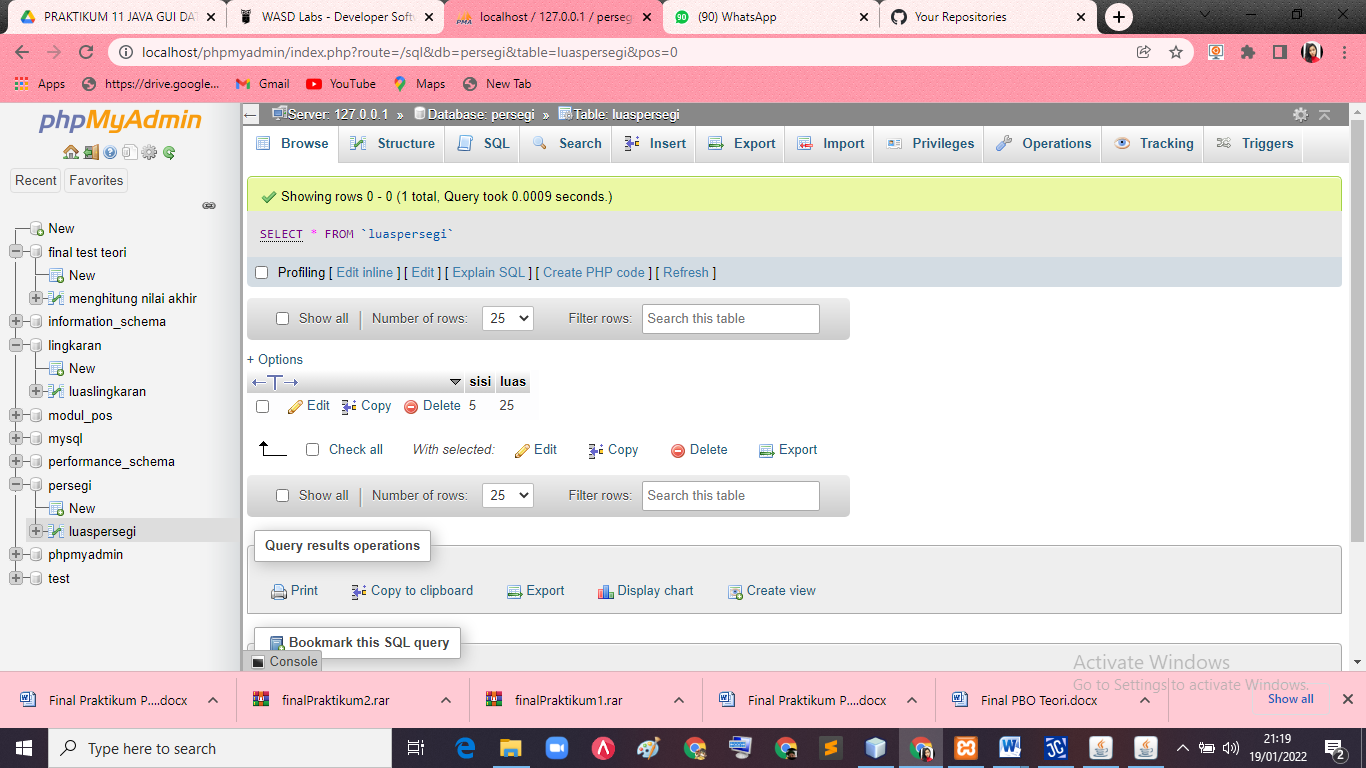 PRAKTIKUM 11 JAVA GUI DAT
WASD Labs - Developer Soft
localhost / 127.0.0.1 / perseg
(90) WhatsApp
Your Repositories
localhost/phpmyadmin/index.php?route=/sql&db=persegi&table=luaspersegi&pos=0
Apps
https://drive.google...
Gmail
YouTube
Maps
New Tab
phpMyAdmin
Recent
Favorites
New
final test teori
New
menghitung nilai akhir
information_schema
lingkaran
New
luaslingkaran
modul_pos
mysql
performance_schema
persegi
New
luaspersegi
phpmyadmin
test
Server: 127.0.0.1 » Database: persegi » Table: luaspersegi
Browse
Structure
SQL
Search
Insert
Export
Import
Privileges
Operations
Tracking
Triggers
Showing rows 0 - 0 (1 total, Query took 0.0009 seconds.)
SELECT * FROM `luaspersegi`
Profiling [ Edit inline ] [ Edit ] [ Explain SQL ] [ Create PHP code ] [ Refresh ]
Show all | Number of rows: 25 Filter rows: Search this table
+ Options
←T→ sisi luas
Edit Copy Delete 5 25
Check all With selected: Edit Copy Delete Export
Show all | Number of rows: 25 Filter rows: Search this table
Query results operations
Print Copy to clipboard Export Display chart Create view
Bookmark this SQL query
Console
Activate Windows
Go to Settings to activate Windows.
Final Praktikum P....docx
finalPraktikum2.rar
finalPraktikum1.rar
Final Praktikum P....docx
Final PBO Teori.docx
Show all
Type here to search
21:19
19/01/2022
2